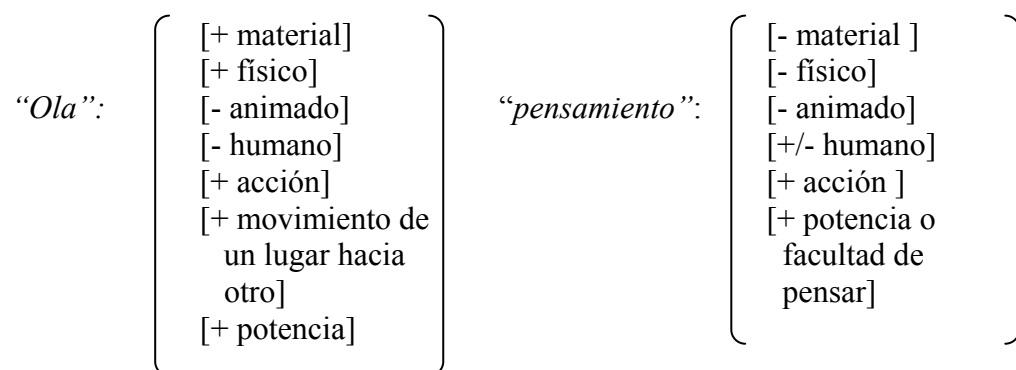 “Ola”:
[+ material]
[+ físico]
[- animado]
[- humano]
[+ acción]
[+ movimiento de
un lugar hacia
otro]
[+ potencia]
“pensamiento”:
[- material ]
[- físico]
[- animado]
[+/- humano]
[+ acción ]
[+ potencia o
facultad de
pensar]